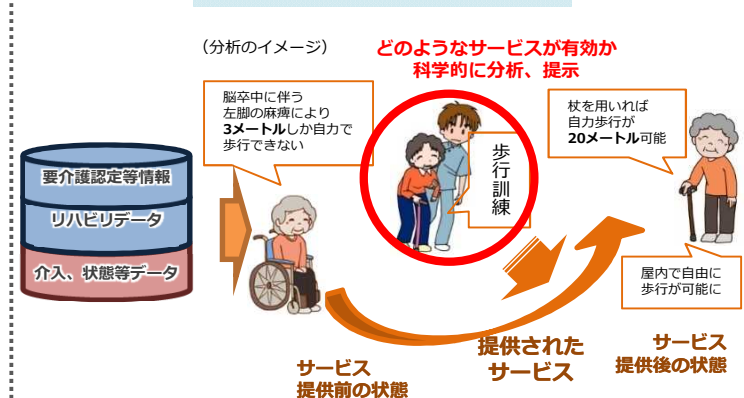 （分析のイメージ）
どのようなサービスが有効か
科学的に分析、提示
脳卒中に伴う
左脚の麻痺により
3メートルしか自力で
歩行できない
杖を用いれば
自力歩行が
20メートル可能
歩行訓練
要介護認定等情報
リハビリデータ
介入、状態等データ
屋内で自由に
歩行が可能に
サービス
提供前の状態
提供された
サービス
サービス
提供後の状態